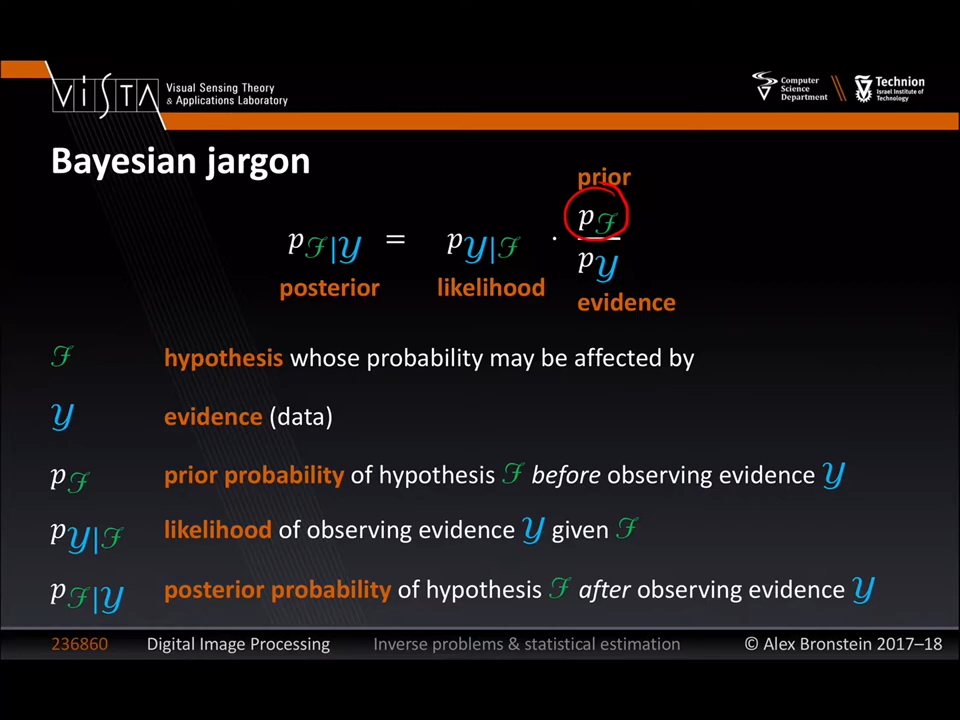 ViSTA
Visual Sensing Theory
& Applications Laboratory
Computer
Science
Department
Technion
Israel Institute of
Technology
Bayesian jargon
prior
p_ℱ|𝒴 = p_𝒴|ℱ · p_ℱ / p_𝒴
posterior likelihood
evidence
ℱ hypothesis whose probability may be affected by
𝒴 evidence (data)
p_ℱ prior probability of hypothesis ℱ before observing evidence 𝒴
p_𝒴|ℱ likelihood of observing evidence 𝒴 given ℱ
p_ℱ|𝒴 posterior probability of hypothesis ℱ after observing evidence 𝒴
236860 Digital Image Processing Inverse problems & statistical estimation © Alex Bronstein 2017–18